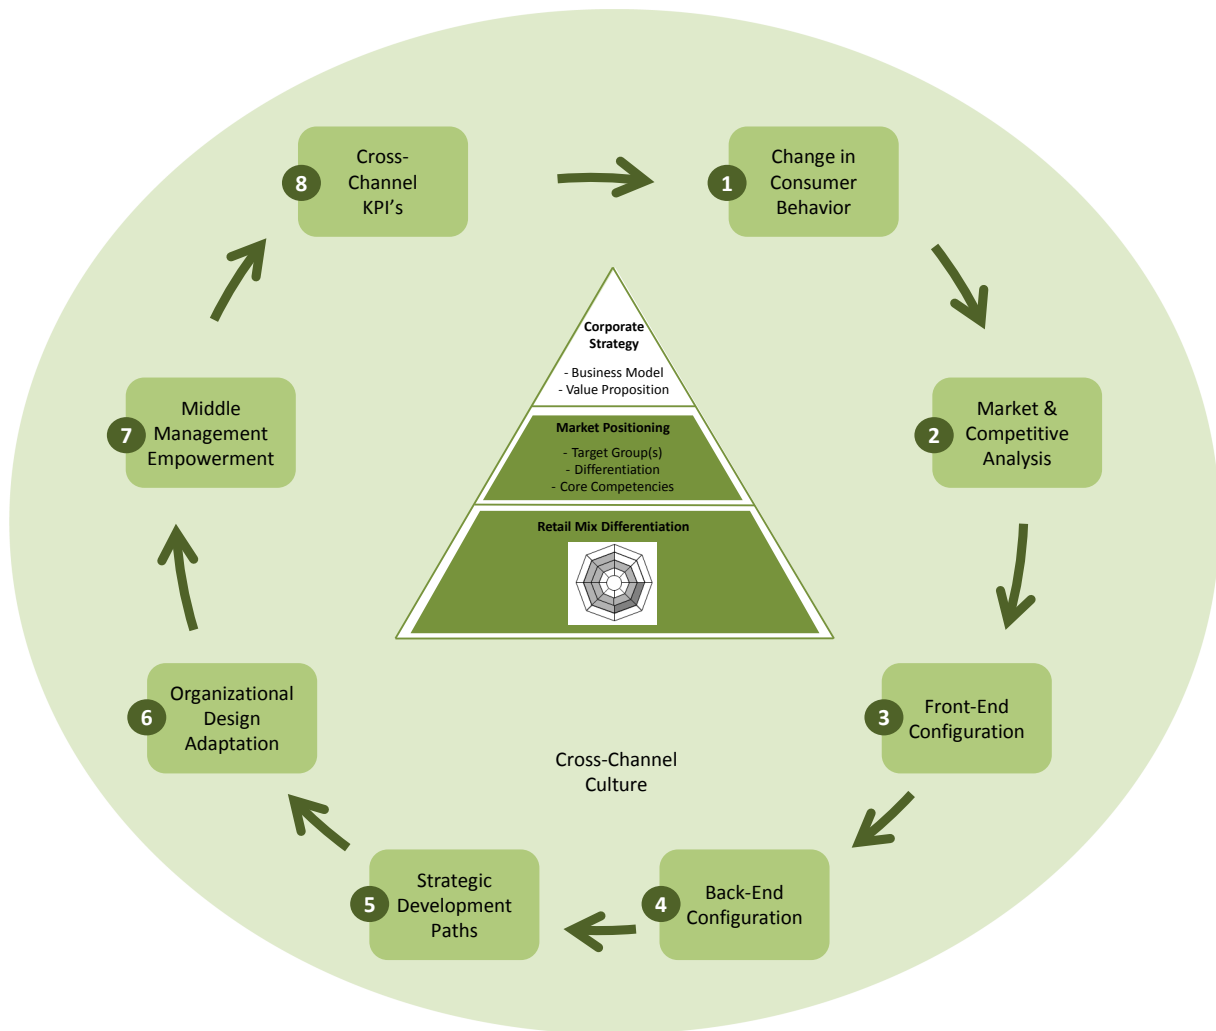 1
Change in
Consumer
Behavior
2
Market &
Competitive
Analysis
3
Front-End
Configuration
4
Back-End
Configuration
5
Strategic
Development
Paths
6
Organizational
Design
Adaptation
7
Middle
Management
Empowerment
8
Cross-
Channel
KPI's
Corporate
Strategy
- Business Model
- Value Proposition
Market Positioning
- Target Group(s)
- Differentiation
- Core Competencies
Retail Mix Differentiation
Cross-Channel
Culture